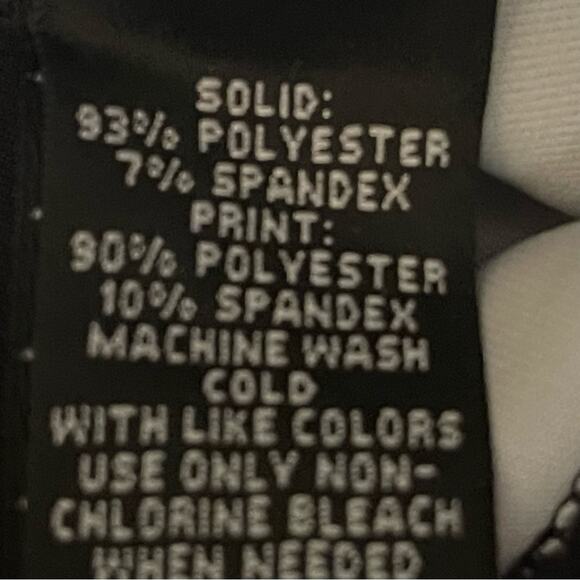 SOLID:
93% POLYESTER
7% SPANDEX
PRINT:
90% POLYESTER
10% SPANDEX
MACHINE WASH
COLD
WITH LIKE COLORS
USE ONLY NON-
CHLORINE BLEACH
WHEN NEEDED